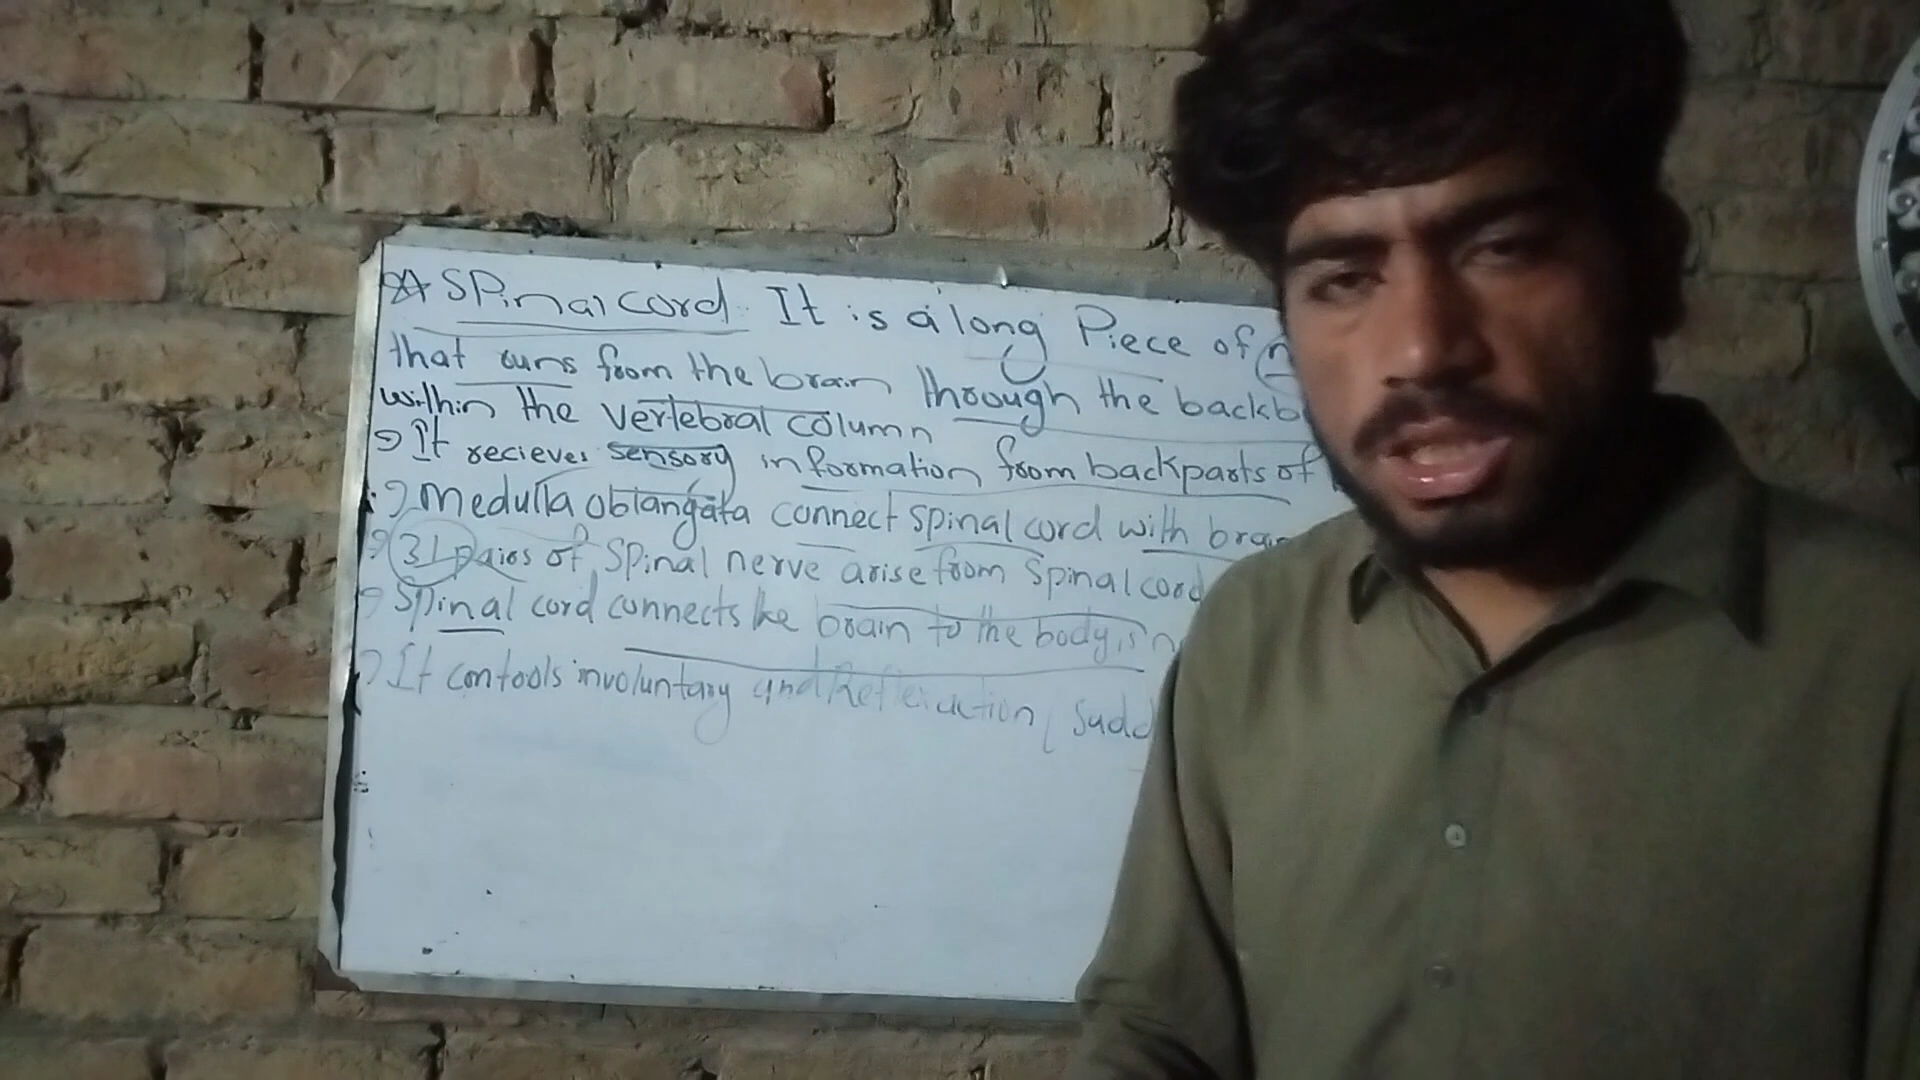 ☆ Spinal cord: It is a long Piece of
that runs from the brain through the backb
within the vertebral column
→ It recieves sensory information from backparts of
→ Medulla oblangata connect spinal cord with brain
→ 31 pairs of Spinal nerve arise from Spinal cord
→ Spinal cord connects the brain to the body,
→ It contools involuntary and Reflex action ( Sudd